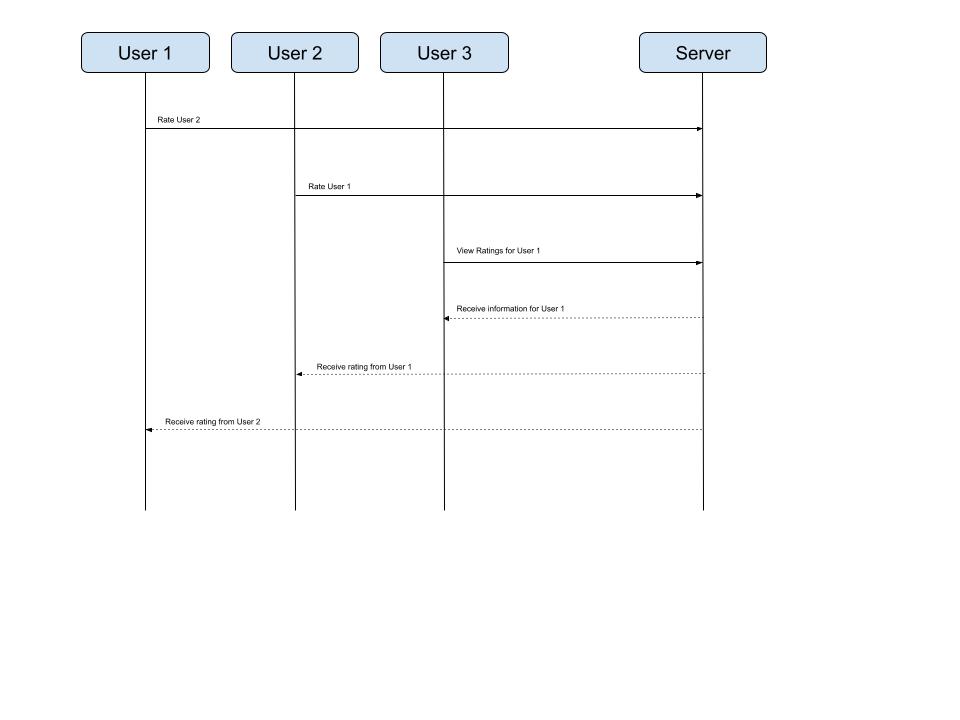 User 1
User 2
User 3
Server
Rate User 2
Rate User 1
View Ratings for User 1
Receive information for User 1
Receive rating from User 1
Receive rating from User 2